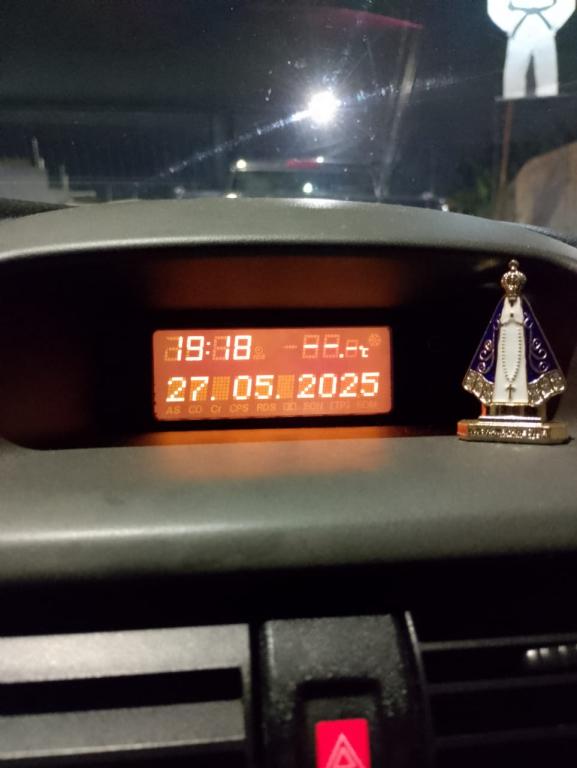 19:18 --.-°C
27. 05. 2025
AS CD Cr CPS RDS